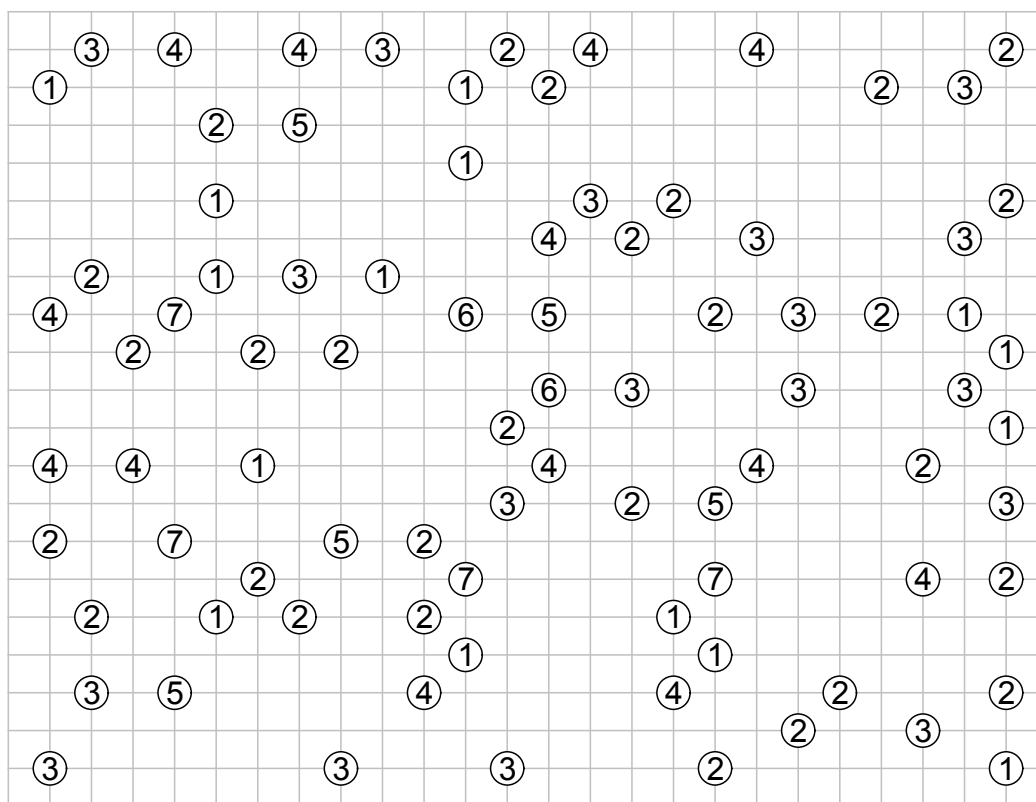 3 4 4 3 2 4 4 2
1 1 2 2 3
2 5
1
1 3 2 2
4 2 3 3
2 1 3 1
4 7 6 5 2 3 2 1
2 2 2 1
6 3 3 3
2 1
4 4 1 4 4 2
3 2 5 3
2 7 5 2
2 7 7 4 2
2 1 2 2 1
1 1
3 5 4 4 2 2
2 3
3 3 3 2 1